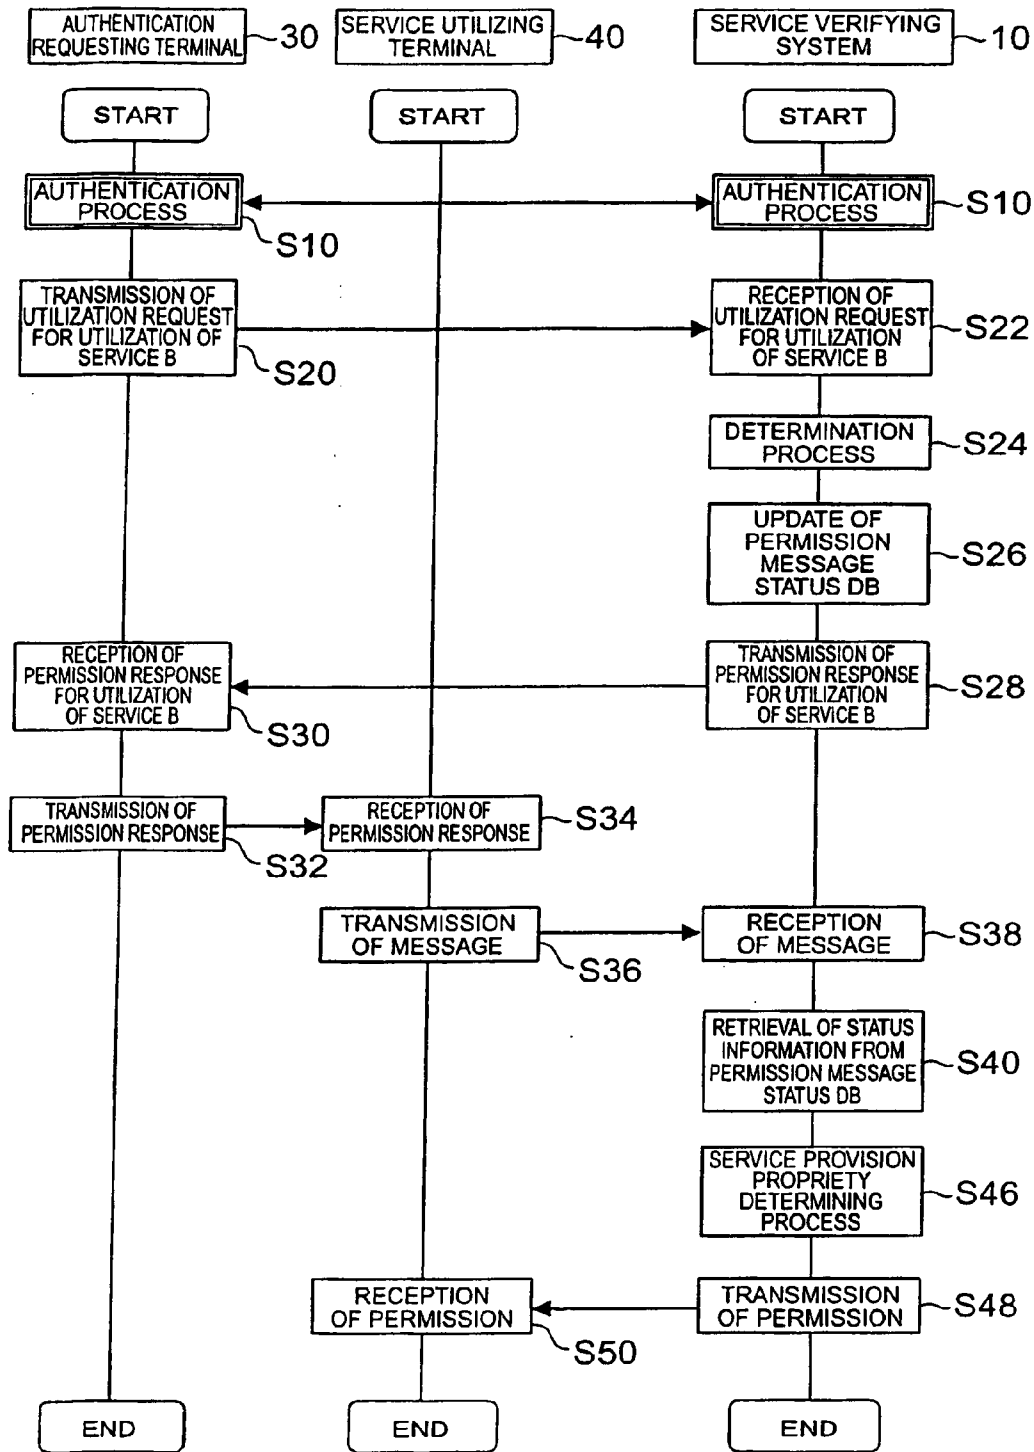 AUTHENTICATION
REQUESTING TERMINAL
30
SERVICE UTILIZING
TERMINAL
40
SERVICE VERIFYING
SYSTEM
10
START
START
START
AUTHENTICATION
PROCESS
S10
AUTHENTICATION
PROCESS
S10
TRANSMISSION OF
UTILIZATION REQUEST
FOR UTILIZATION OF
SERVICE B
S20
RECEPTION OF
UTILIZATION REQUEST
FOR UTILIZATION
OF SERVICE B
S22
DETERMINATION
PROCESS
S24
UPDATE OF
PERMISSION
MESSAGE
STATUS DB
S26
RECEPTION OF
PERMISSION RESPONSE
FOR UTILIZATION
OF SERVICE B
S30
TRANSMISSION OF
PERMISSION RESPONSE
FOR UTILIZATION
OF SERVICE B
S28
TRANSMISSION OF
PERMISSION RESPONSE
S32
RECEPTION OF
PERMISSION RESPONSE
S34
TRANSMISSION
OF MESSAGE
S36
RECEPTION
OF MESSAGE
S38
RETRIEVAL OF STATUS
INFORMATION FROM
PERMISSION MESSAGE
STATUS DB
S40
SERVICE PROVISION
PROPRIETY
DETERMINING
PROCESS
S46
RECEPTION
OF PERMISSION
S50
TRANSMISSION
OF PERMISSION
S48
END
END
END